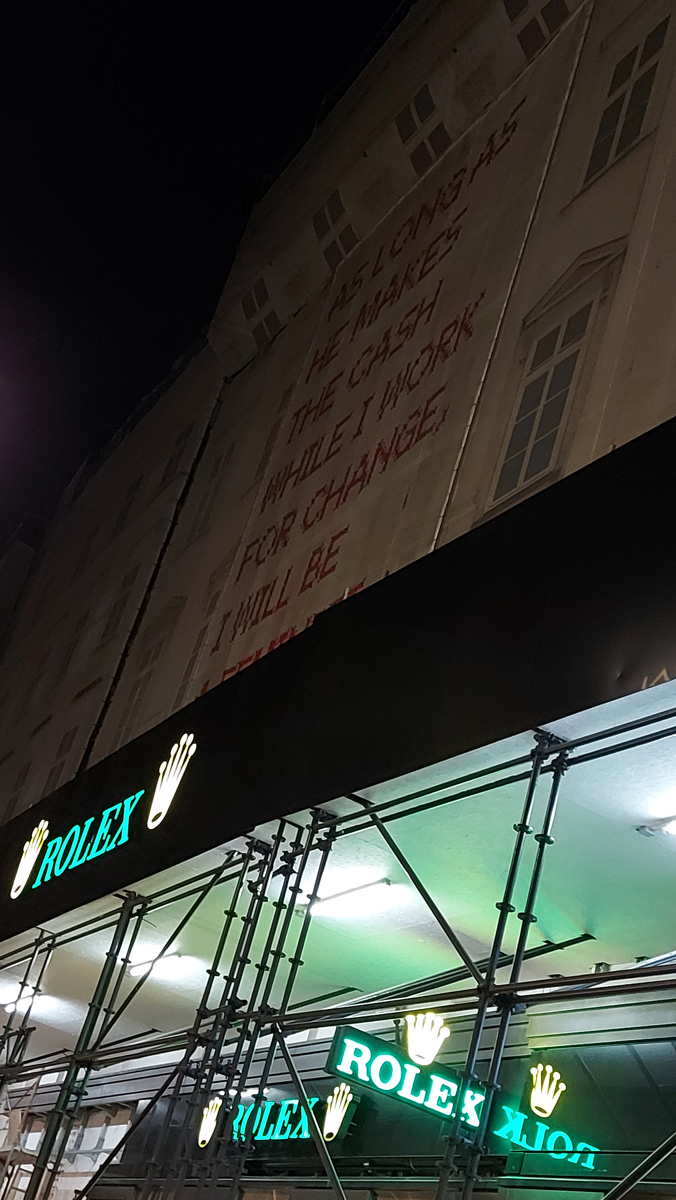 AS LONG AS
HE MAKES
THE CASH
WHILE I WORK
FOR CHANGE,
I WILL BE
ROLEX
ROLEX
ROLEX
ROLEX